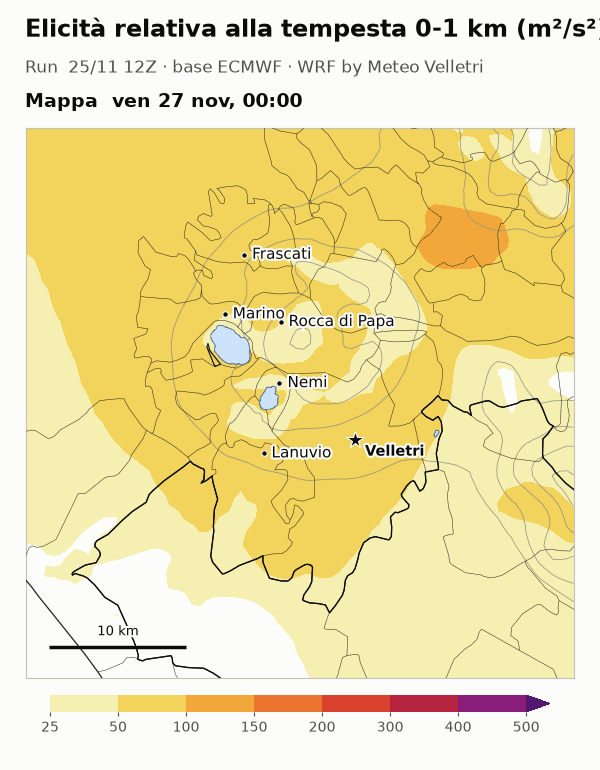 Elicità relativa alla tempesta 0-1 km (m²/s²)
Run 25/11 12Z · base ECMWF · WRF by Meteo Velletri
Mappa ven 27 nov, 00:00
Frascati
Marino
Rocca di Papa
Nemi
Velletri
Lanuvio
10 km
25 50 100 150 200 300 400 500